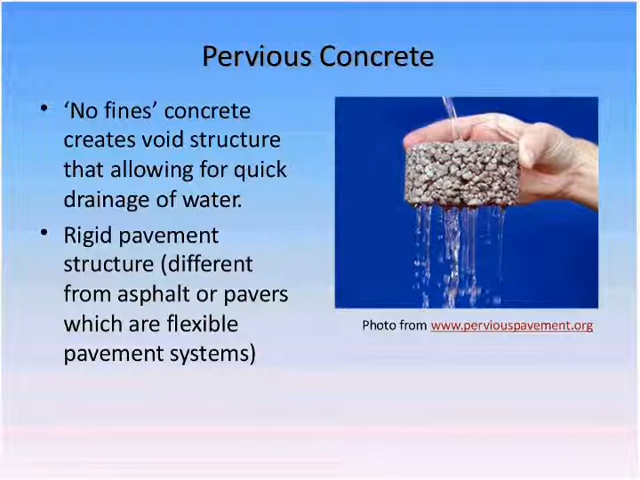 Pervious Concrete
• ‘No fines’ concrete
creates void structure
that allowing for quick
drainage of water.
• Rigid pavement
structure (different
from asphalt or pavers
which are flexible
pavement systems)
Photo from www.perviouspavement.org